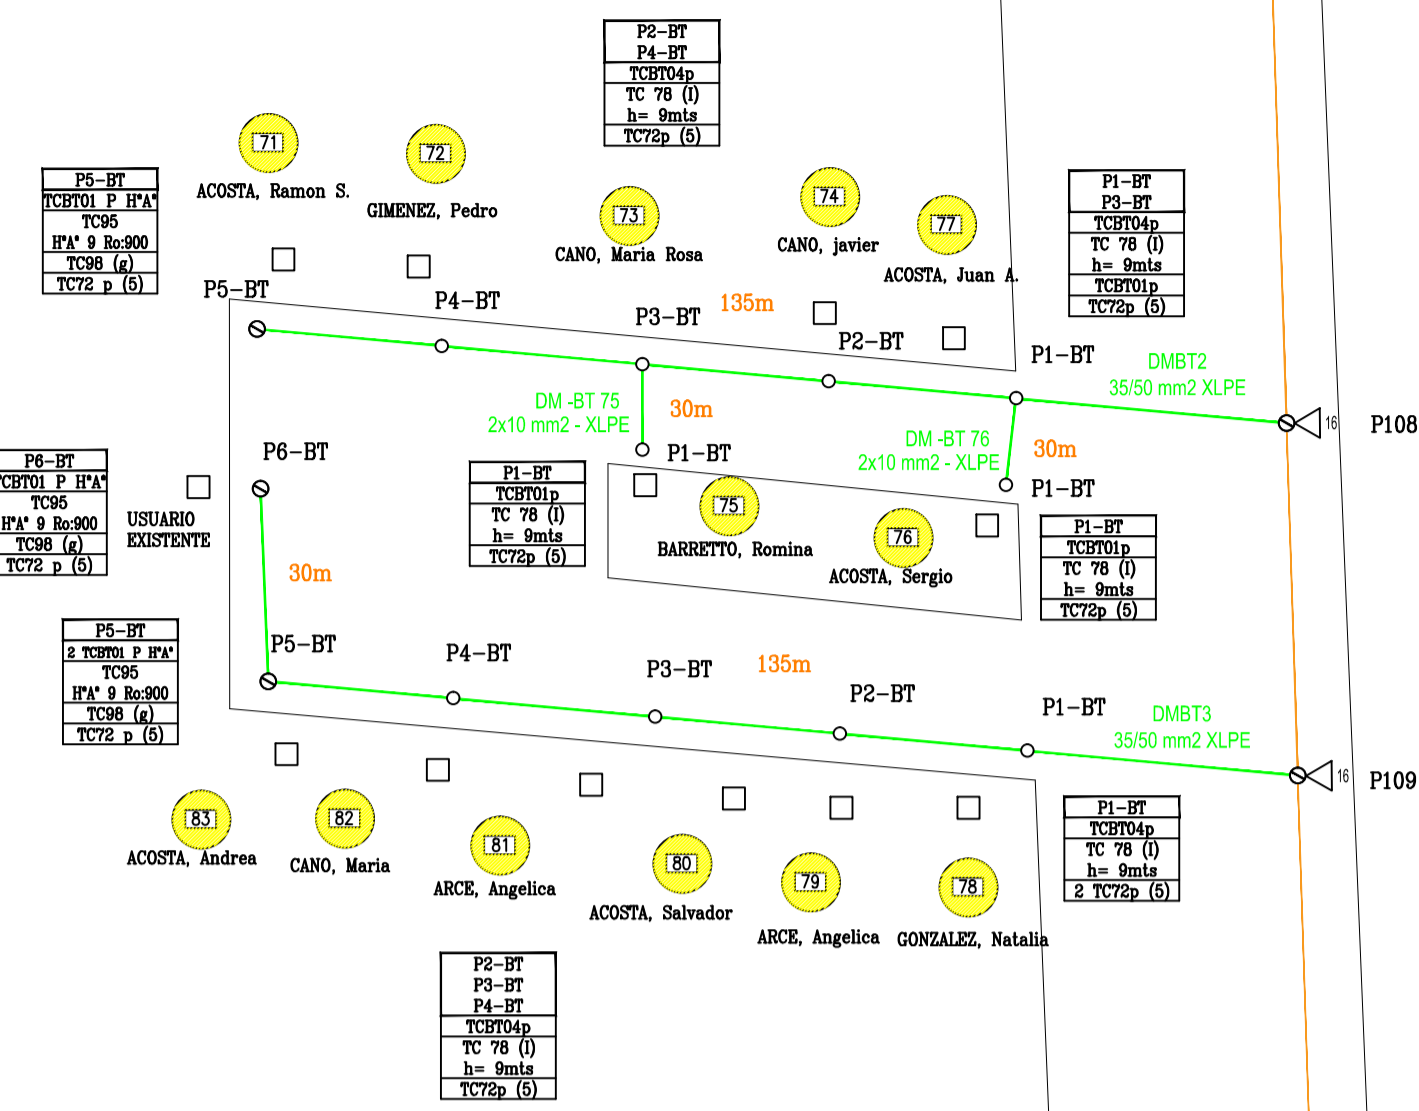 P2-BT
P4-BT
TCBT04p
TC 78 (I)
h= 9mts
TC72p (5)
71
ACOSTA, Ramon S.
72
GIMENEZ, Pedro
73
CANO, Maria Rosa
74
CANO, javier
77
ACOSTA, Juan A.
P5-BT
TCBT01 P H°A°
TC95
H°A° 9 Ro:900
TC98 (g)
TC72 p (5)
P1-BT
P3-BT
TCBT04p
TC 78 (I)
h= 9mts
TCBT01p
TC72p (5)
P5-BT
P4-BT
P3-BT
135m
P2-BT
P1-BT
DMBT2
35/50 mm2 XLPE
16
P108
DM -BT 75
2x10 mm2 - XLPE
30m
P1-BT
DM -BT 76
2x10 mm2 - XLPE
30m
P1-BT
P6-BT
P6-BT
TCBT01 P H°A°
TC95
H°A° 9 Ro:900
TC98 (g)
TC72 p (5)
USUARIO
EXISTENTE
P1-BT
TCBT01p
TC 78 (I)
h= 9mts
TC72p (5)
75
BARRETTO, Romina
76
ACOSTA, Sergio
P1-BT
TCBT01p
TC 78 (I)
h= 9mts
TC72p (5)
30m
P5-BT
2 TCBT01 P H°A°
TC95
H°A° 9 Ro:900
TC98 (g)
TC72 p (5)
P5-BT
P4-BT
P3-BT
135m
P2-BT
P1-BT
DMBT3
35/50 mm2 XLPE
16
P109
83
ACOSTA, Andrea
82
CANO, Maria
81
ARCE, Angelica
80
ACOSTA, Salvador
79
ARCE, Angelica
78
GONZALEZ, Natalia
P1-BT
TCBT04p
TC 78 (I)
h= 9mts
2 TC72p (5)
P2-BT
P3-BT
P4-BT
TCBT04p
TC 78 (I)
h= 9mts
TC72p (5)